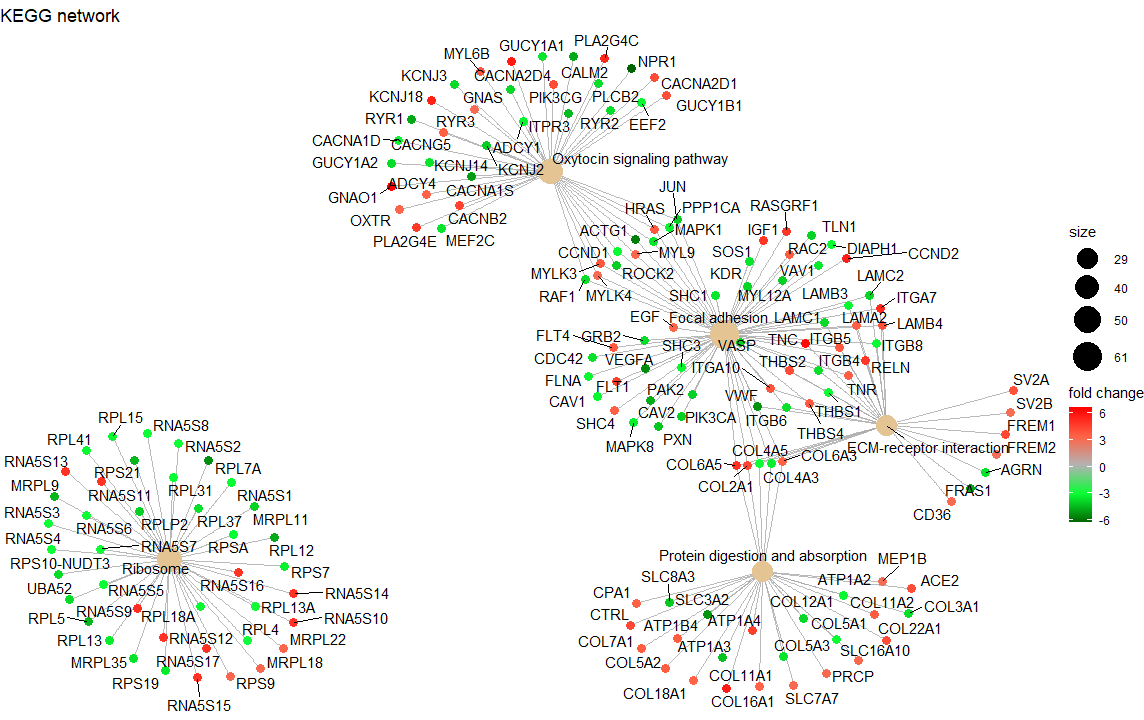 KEGG network
GUCY1A1
PLA2G4C
MYL6B
NPR1
KCNJ3
CACNA2D4
CALM2
CACNA2D1
KCNJ18
GNAS
PIK3CG
PLCB2
GUCY1B1
RYR1
RYR3
ITPR3
RYR2
EEF2
CACNA1D
CACNG5
ADCY1
GUCY1A2
KCNJ14
KCNJ2
Oxytocin signaling pathway
GNAO1
ADCY4
CACNA1S
OXTR
CACNB2
PLA2G4E
MEF2C
JUN
HRAS
PPP1CA
RASGRF1
ACTG1
MAPK1
IGF1
TLN1
CCND1
MYL9
SOS1
RAC2
DIAPH1
CCND2
MYLK3
ROCK2
KDR
VAV1
LAMC2
RAF1
MYLK4
SHC1
MYL12A
LAMB3
ITGA7
EGF
Focal adhesion
LAMC1
LAMA2
LAMB4
FLT4
GRB2
SHC3
VASP
TNC
ITGB5
ITGB8
CDC42
VEGFA
ITGA10
THBS2
ITGB4
RELN
FLNA
FLT1
PAK2
VWF
TNR
CAV1
CAV2
PIK3CA
ITGB6
THBS1
SHC4
THBS4
MAPK8
PXN
SV2A
SV2B
FREM1
ECM-receptor interaction
FREM2
COL4A5
COL6A3
COL6A5
COL4A3
AGRN
COL2A1
FRAS1
CD36
size
29
40
50
61
fold change
6
3
0
-3
-6
RPL15
RNA5S8
RPL41
RNA5S2
RNA5S13
RPS21
RPL7A
MRPL9
RNA5S11
RPL31
RNA5S1
RNA5S3
RNA5S6
RPLP2
RPL37
MRPL11
RNA5S4
RNA5S7
RPSA
RPL12
RPS10-NUDT3
Ribosome
RPS7
UBA52
RNA5S5
RNA5S16
RNA5S14
RPL5
RNA5S9
RPL18A
RPL13A
RNA5S10
RPL13
RNA5S12
RPL4
MRPL22
MRPL35
RNA5S17
MRPL18
RPS19
RPS9
RNA5S15
Protein digestion and absorption
MEP1B
SLC8A3
ATP1A2
ACE2
CPA1
SLC3A2
COL12A1
COL11A2
COL3A1
CTRL
ATP1B4
ATP1A4
COL5A1
COL22A1
COL7A1
ATP1A3
COL5A3
SLC16A10
COL5A2
COL11A1
PRCP
COL18A1
COL16A1
SLC7A7